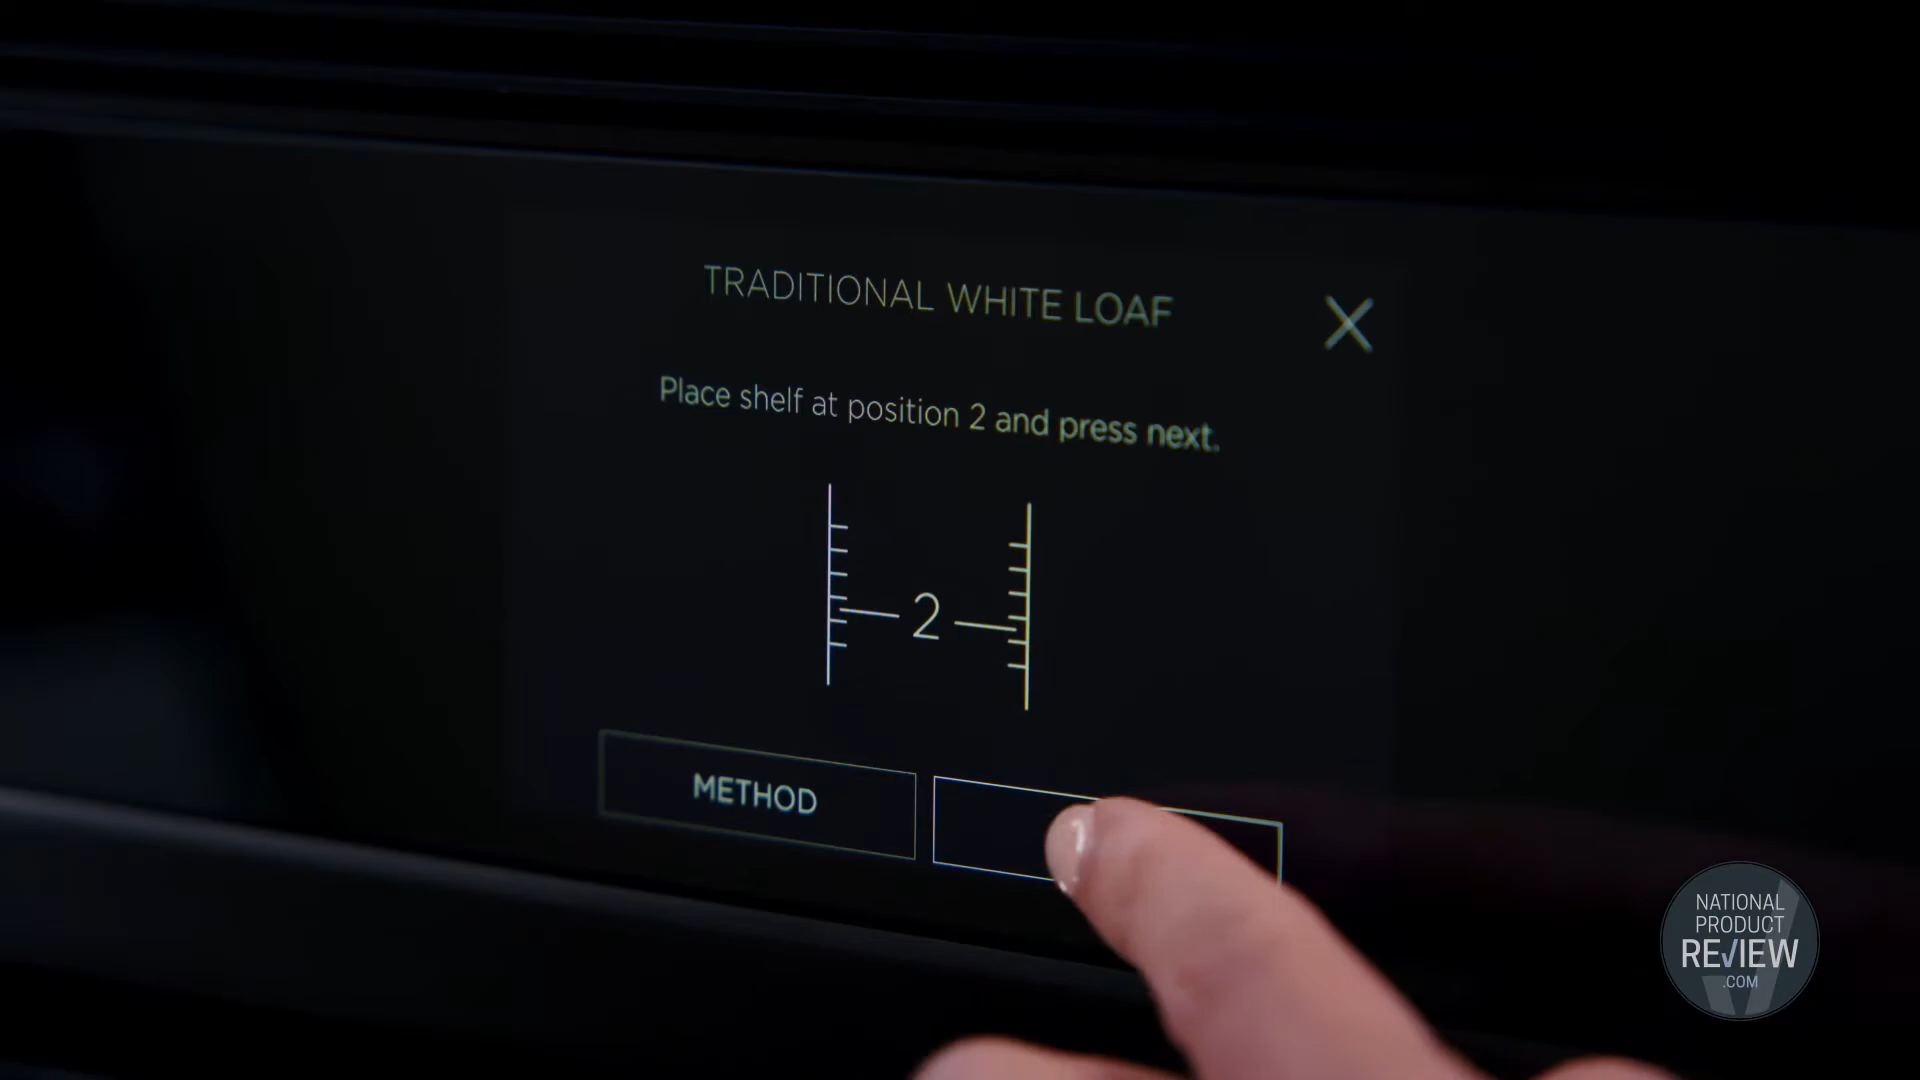 TRADITIONAL WHITE LOAF
X
Place shelf at position 2 and press next.
2
METHOD
NATIONAL
PRODUCT
REVIEW
.COM